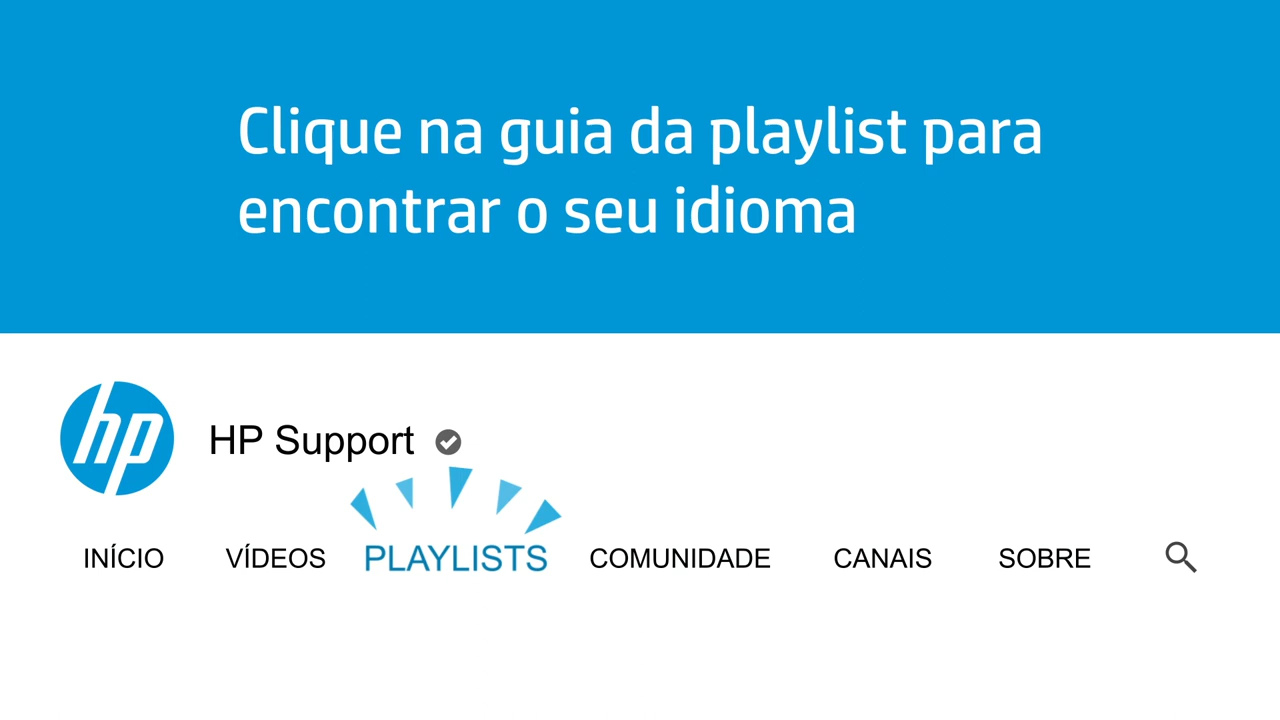 Clique na guia da playlist para
encontrar o seu idioma
hp
HP Support
INÍCIO VÍDEOS PLAYLISTS COMUNIDADE CANAIS SOBRE